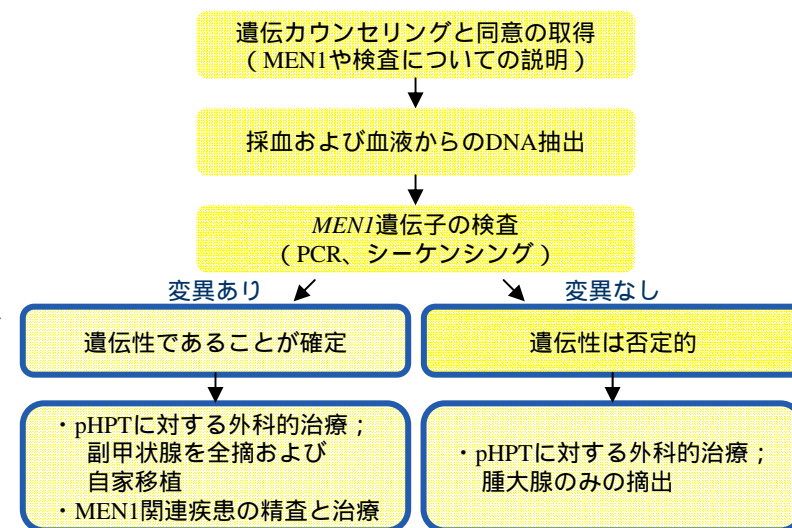 遺伝カウンセリングと同意の取得
（MEN1や検査についての説明）
採血および血液からのDNA抽出
MEN1遺伝子の検査
（PCR、シーケンシング）
変異あり
変異なし
遺伝性であることが確定
遺伝性は否定的
・pHPTに対する外科的治療；
副甲状腺を全摘および
自家移植
・MEN1関連疾患の精査と治療
・pHPTに対する外科的治療；
腫大腺のみの摘出